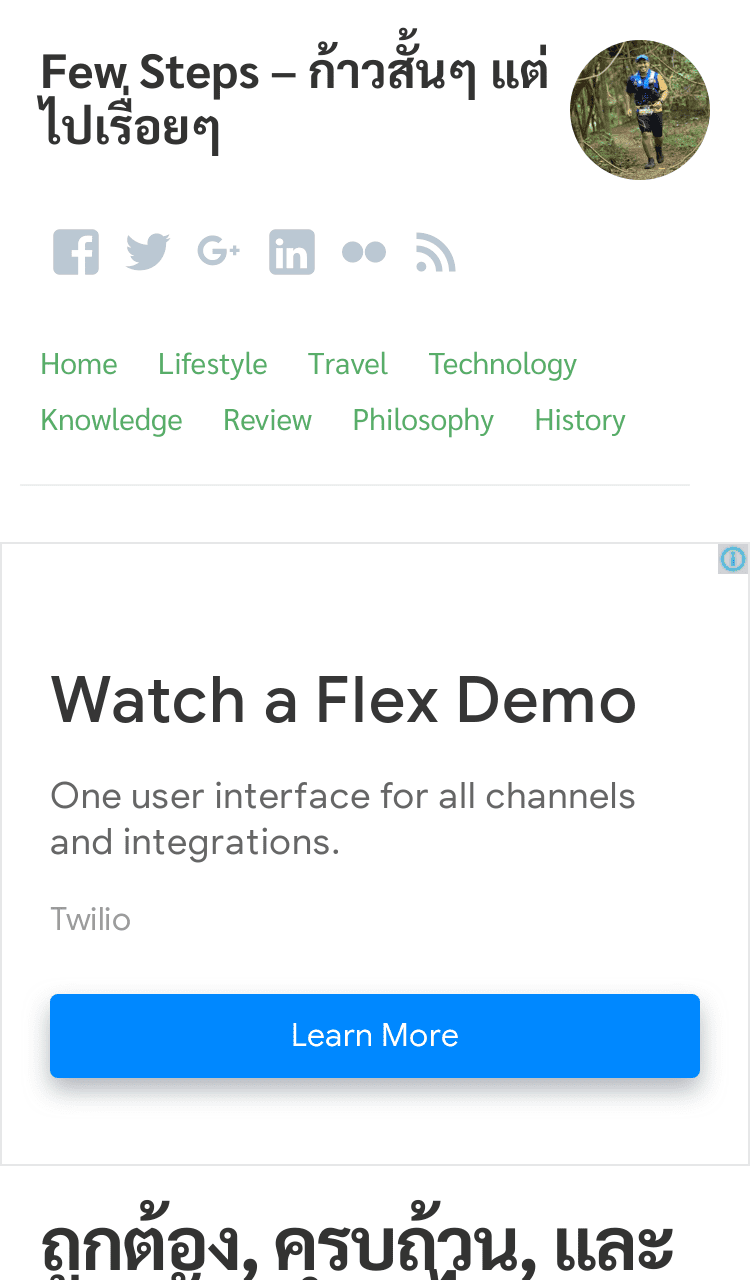 Few Steps – ก้าวสั้นๆ แต่
ไปเรื่อยๆ
Home Lifestyle Travel Technology
Knowledge Review Philosophy History
Watch a Flex Demo
One user interface for all channels
and integrations.
Twilio
Learn More
ถูกต้อง, ครบถ้วน, และ